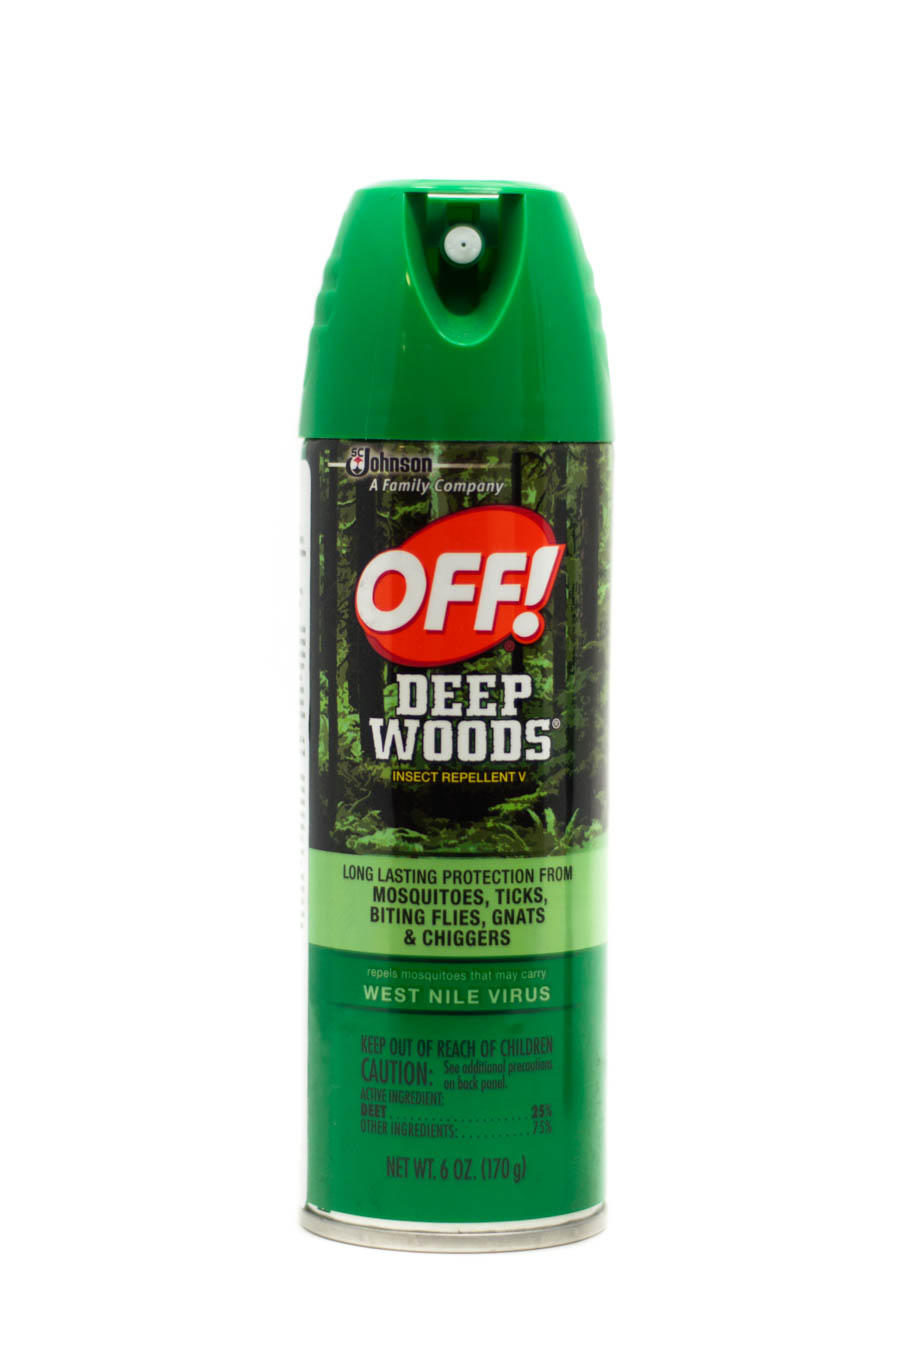 SC Johnson
A Family Company
OFF!®
DEEP
WOODS®
INSECT REPELLENT V
LONG LASTING PROTECTION FROM
MOSQUITOES, TICKS,
BITING FLIES, GNATS
& CHIGGERS
repels mosquitoes that may carry
WEST NILE VIRUS
KEEP OUT OF REACH OF CHILDREN
CAUTION: See additional precautions
on back panel.
ACTIVE INGREDIENT:
DEET.....................25%
OTHER INGREDIENTS:...........75%
NET WT. 6 OZ. (170 g)